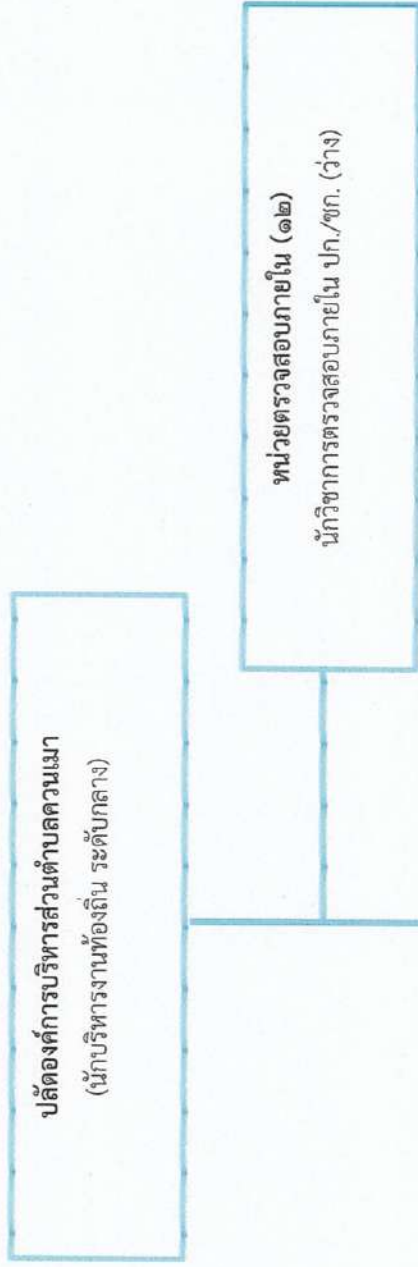 ปลัดองค์การบริหารส่วนตำบลควนเมา
(นักบริหารงานท้องถิ่น ระดับกลาง)
หน่วยตรวจสอบภายใน (๑๒)
นักวิชาการตรวจสอบภายใน ปก./ชก. (ว่าง)